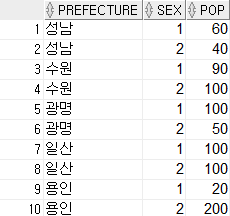 PREFECTURE SEX POP
1 성남 1 60
2 성남 2 40
3 수원 1 90
4 수원 2 100
5 광명 1 100
6 광명 2 50
7 일산 1 100
8 일산 2 100
9 용인 1 20
10 용인 2 200